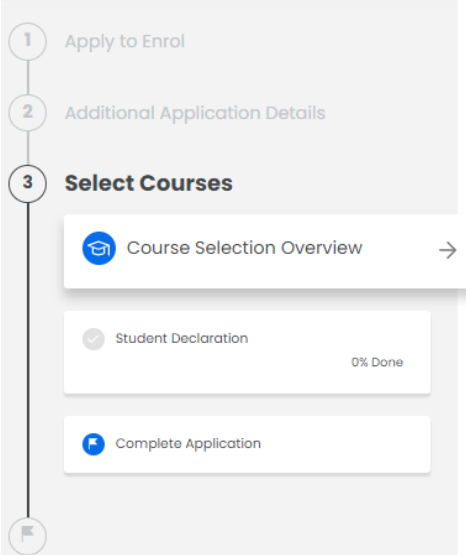 1
Apply to Enrol
2
Additional Application Details
3
Select Courses
Course Selection Overview
Student Declaration
0% Done
Complete Application